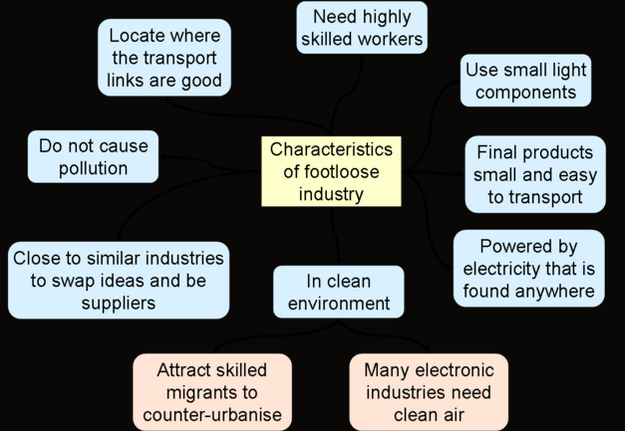 Need highly
skilled workers
Locate where
the transport
links are good
Use small light
components
Do not cause
pollution
Characteristics
of footloose
industry
Final products
small and easy
to transport
Close to similar industries
to swap ideas and be
suppliers
In clean
environment
Powered by
electricity that is
found anywhere
Attract skilled
migrants to
counter-urbanise
Many electronic
industries need
clean air